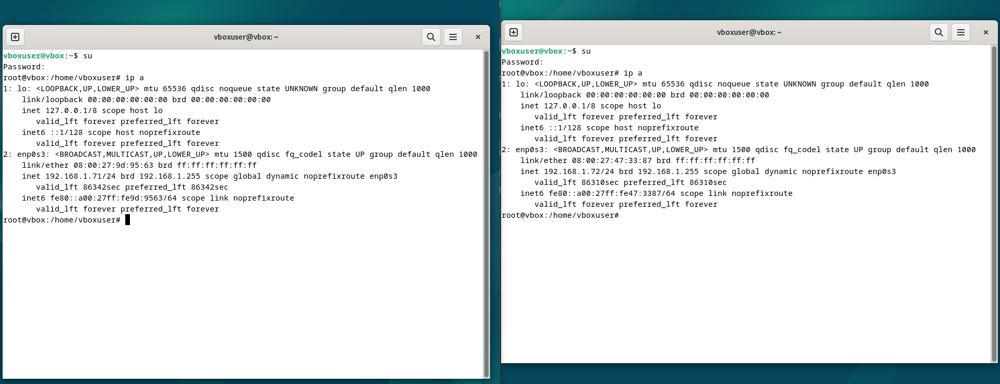 vboxuser@vbox: ~
vboxuser@vbox:~$ su
Password:
root@vbox:/home/vboxuser# ip a
1: lo: <LOOPBACK,UP,LOWER_UP> mtu 65536 qdisc noqueue state UNKNOWN group default qlen 1000
    link/loopback 00:00:00:00:00:00 brd 00:00:00:00:00:00
    inet 127.0.0.1/8 scope host lo
       valid_lft forever preferred_lft forever
    inet6 ::1/128 scope host noprefixroute
       valid_lft forever preferred_lft forever
2: enp0s3: <BROADCAST,MULTICAST,UP,LOWER_UP> mtu 1500 qdisc fq_codel state UP group default qlen 1000
    link/ether 08:00:27:9d:95:63 brd ff:ff:ff:ff:ff:ff
    inet 192.168.1.71/24 brd 192.168.1.255 scope global dynamic noprefixroute enp0s3
       valid_lft 86342sec preferred_lft 86342sec
    inet6 fe80::a00:27ff:fe9d:9563/64 scope link noprefixroute
       valid_lft forever preferred_lft forever
root@vbox:/home/vboxuser#
vboxuser@vbox: ~
vboxuser@vbox:~$ su
Password:
root@vbox:/home/vboxuser# ip a
1: lo: <LOOPBACK,UP,LOWER_UP> mtu 65536 qdisc noqueue state UNKNOWN group default qlen 1000
    link/loopback 00:00:00:00:00:00 brd 00:00:00:00:00:00
    inet 127.0.0.1/8 scope host lo
       valid_lft forever preferred_lft forever
    inet6 ::1/128 scope host noprefixroute
       valid_lft forever preferred_lft forever
2: enp0s3: <BROADCAST,MULTICAST,UP,LOWER_UP> mtu 1500 qdisc fq_codel state UP group default qlen 1000
    link/ether 08:00:27:47:33:87 brd ff:ff:ff:ff:ff:ff
    inet 192.168.1.72/24 brd 192.168.1.255 scope global dynamic noprefixroute enp0s3
       valid_lft 86310sec preferred_lft 86310sec
    inet6 fe80::a00:27ff:fe47:3387/64 scope link noprefixroute
       valid_lft forever preferred_lft forever
root@vbox:/home/vboxuser#